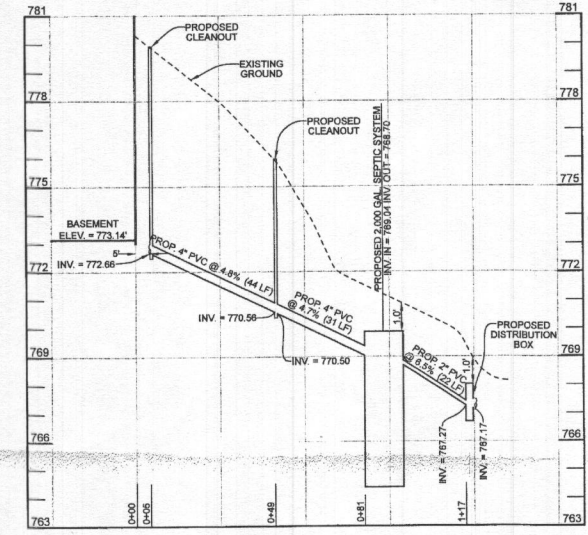 781
781
PROPOSED
CLEANOUT
EXISTING
GROUND
778
778
PROPOSED
CLEANOUT
PROPOSED 2,000 GAL. SEPTIC SYSTEM
INV. IN = 769.04 INV. OUT = 768.70
775
775
BASEMENT
ELEV. = 773.14'
5'
PROP. 4" PVC @ 4.8% (44 LF)
INV. = 772.66
772
772
PROP. 4" PVC
@ 4.7% (31 LF)
INV. = 770.56
1.0'
PROPOSED
DISTRIBUTION
BOX
INV. = 770.50
769
769
PROP. 2" PVC
@ 6.5% (22 LF)
1.0'
766
766
INV. = 767.27
INV. = 767.17
763
0+00
0+05
0+49
0+81
1+17
763